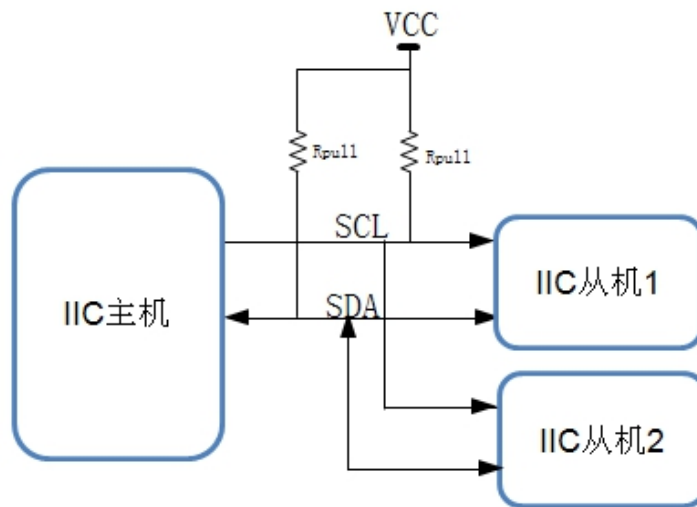 VCC
Rpull
Rpull
SCL
IIC从机1
IIC主机
SDA
IIC从机2